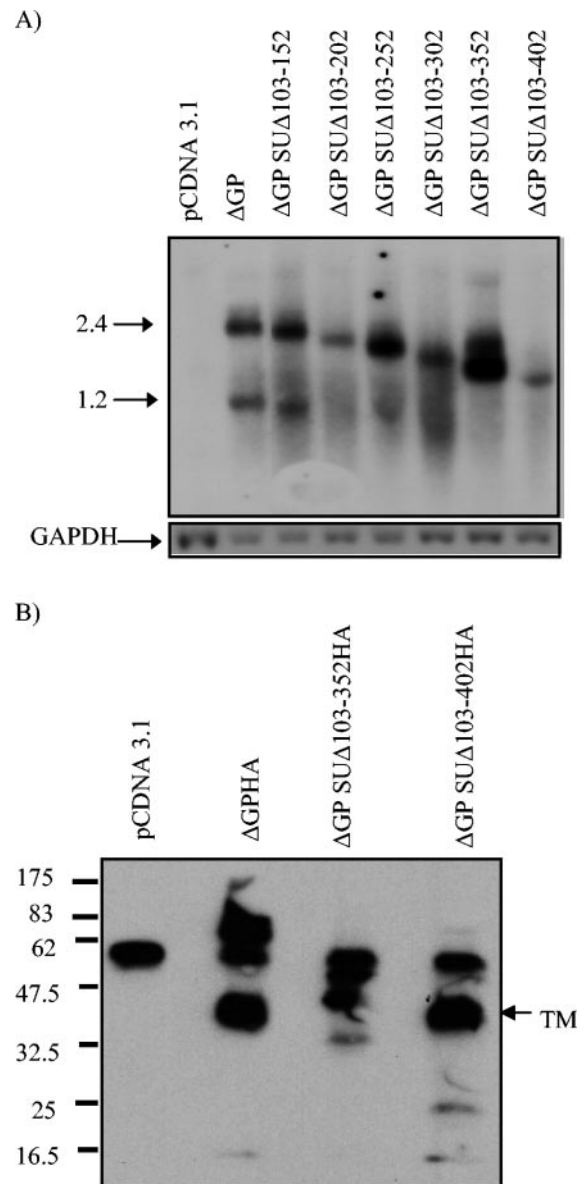 A)
pCDNA 3.1
ΔGP
ΔGP SUΔ103-152
ΔGP SUΔ103-202
ΔGP SUΔ103-252
ΔGP SUΔ103-302
ΔGP SUΔ103-352
ΔGP SUΔ103-402
2.4
1.2
GAPDH
B)
pCDNA 3.1
ΔGPHA
ΔGP SUΔ103-352HA
ΔGP SUΔ103-402HA
175
83
62
47.5
TM
32.5
25
16.5